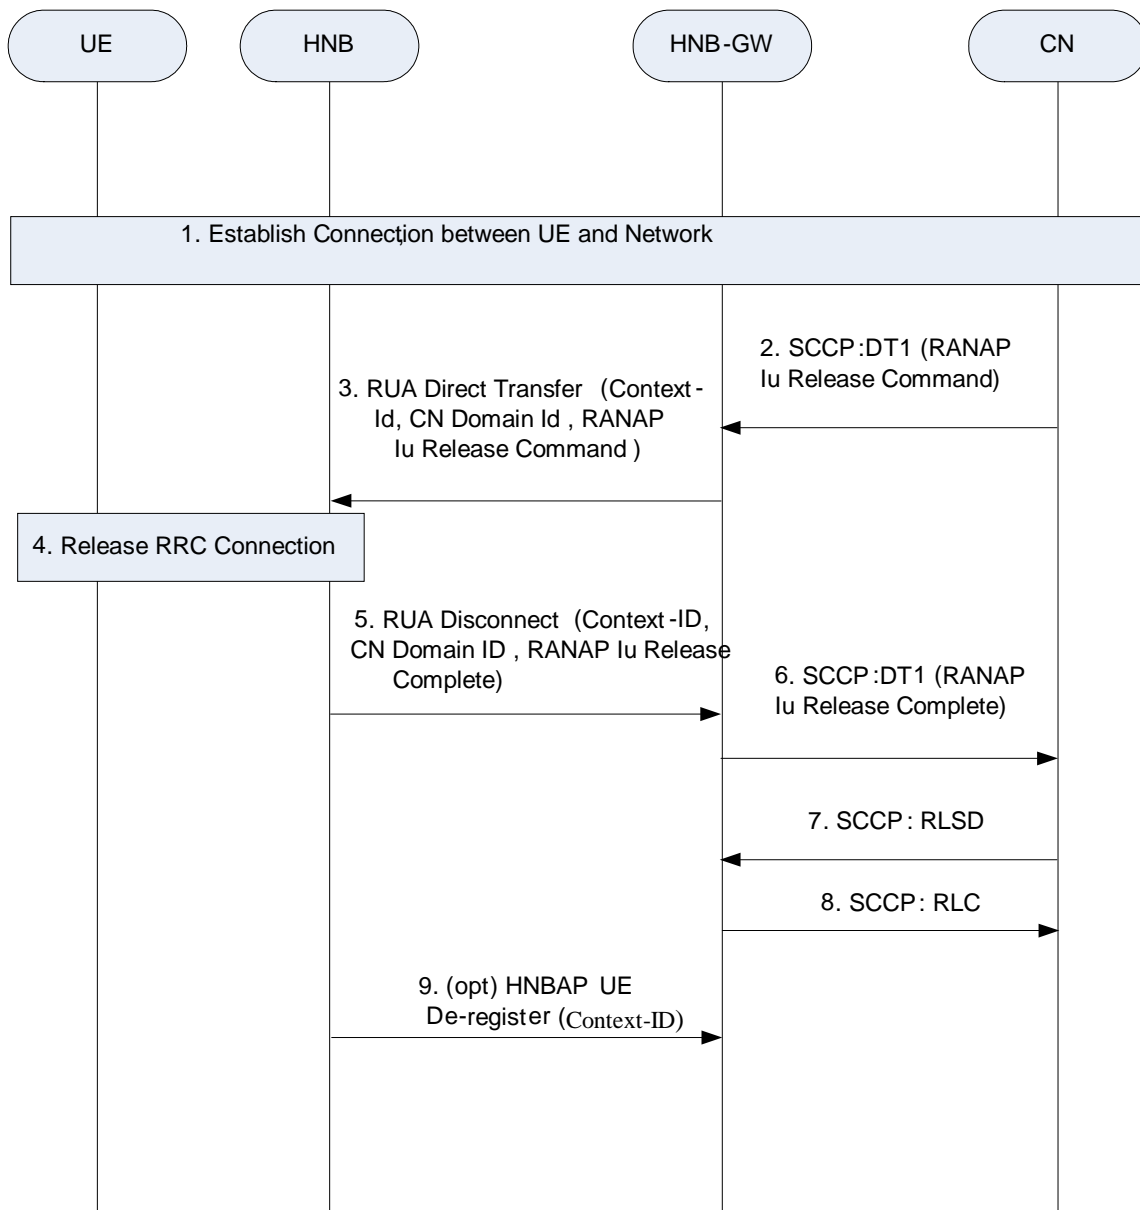 UE
HNB
HNB-GW
CN
1. Establish Connection between UE and Network
2. SCCP:DT1 (RANAP
Iu Release Command)
3. RUA Direct Transfer (Context-
Id, CN Domain Id , RANAP
Iu Release Command )
4. Release RRC Connection
5. RUA Disconnect (Context-ID,
CN Domain ID , RANAP Iu Release
Complete)
6. SCCP:DT1 (RANAP
Iu Release Complete)
7. SCCP: RLSD
8. SCCP: RLC
9. (opt) HNBAP UE
De-register (Context-ID)